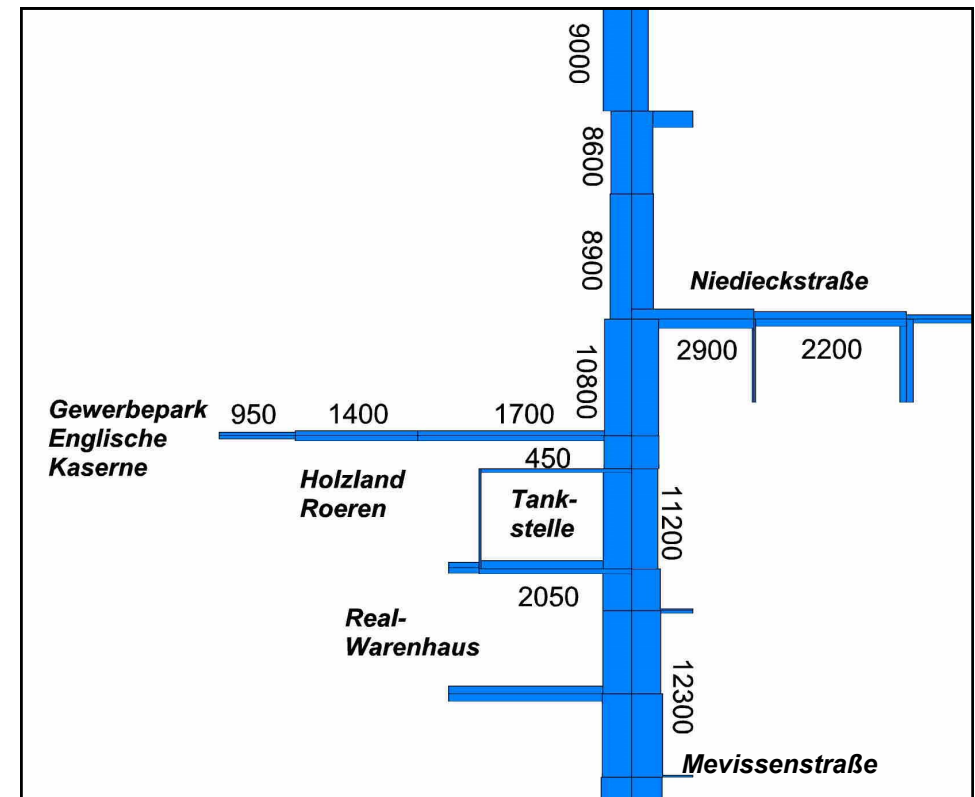 9000
8600
8900
Niedieckstraße
2900
2200
10800
Gewerbepark
Englische
Kaserne
950
1400
1700
450
Holzland
Roeren
Tank-
stelle
11200
2050
Real-
Warenhaus
12300
Mevissenstraße